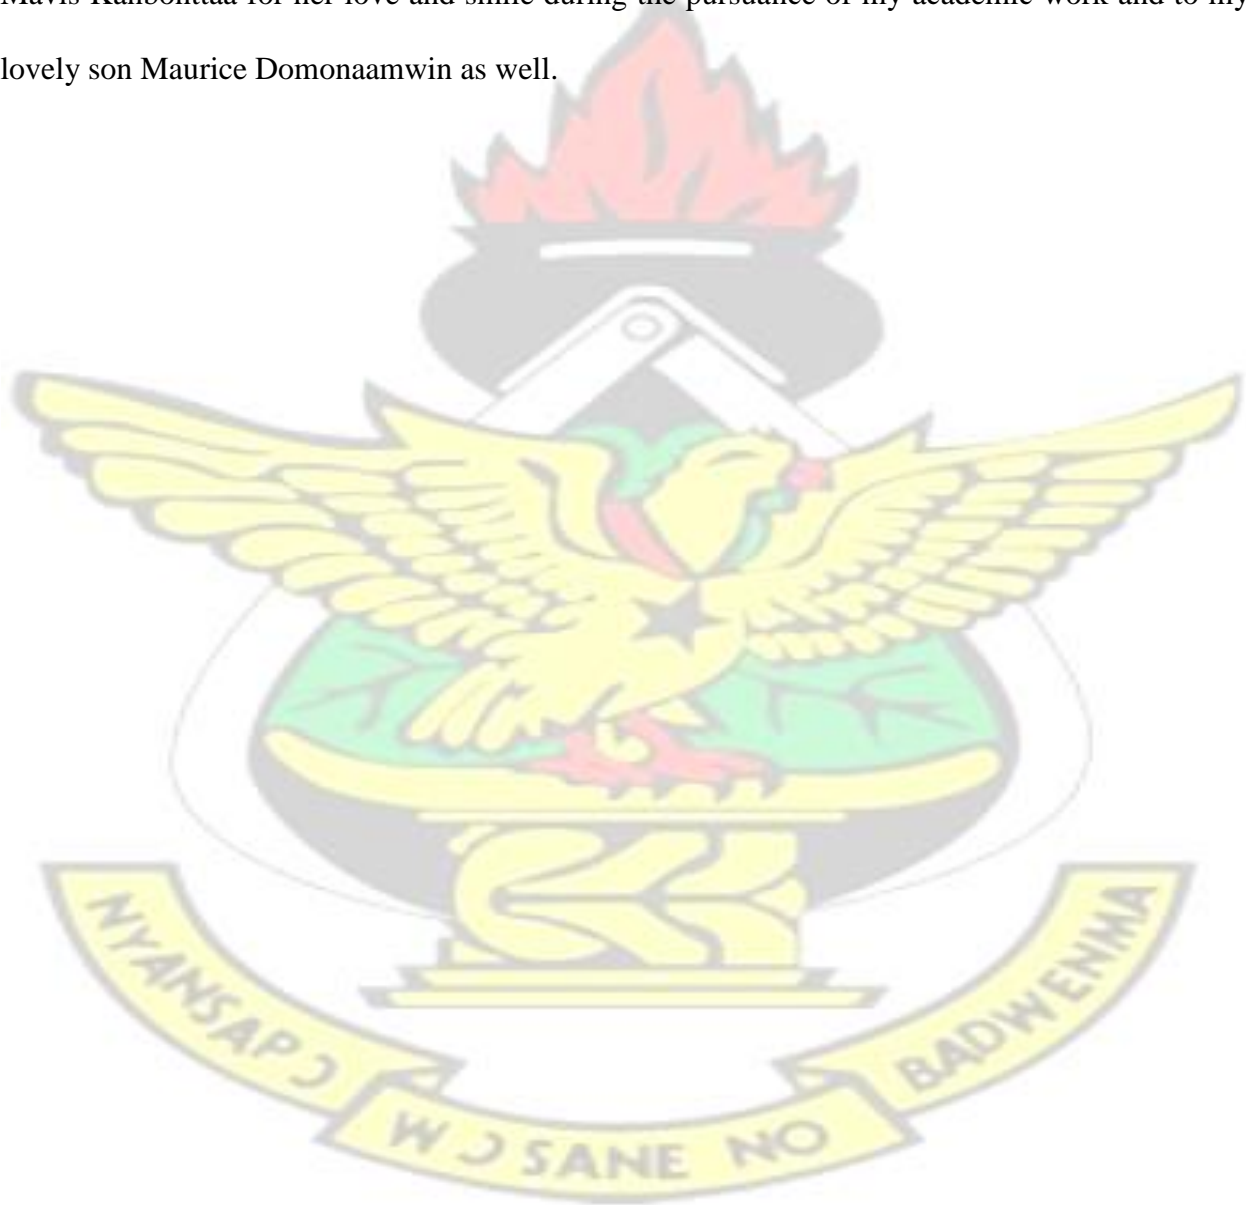 Mavis Kanbonttaa for her love and smile during the pursuance of my academic work and to my
lovely son Maurice Domonaamwin as well.
NYANSAPƆ
WƆSANE NO
BADWENMA